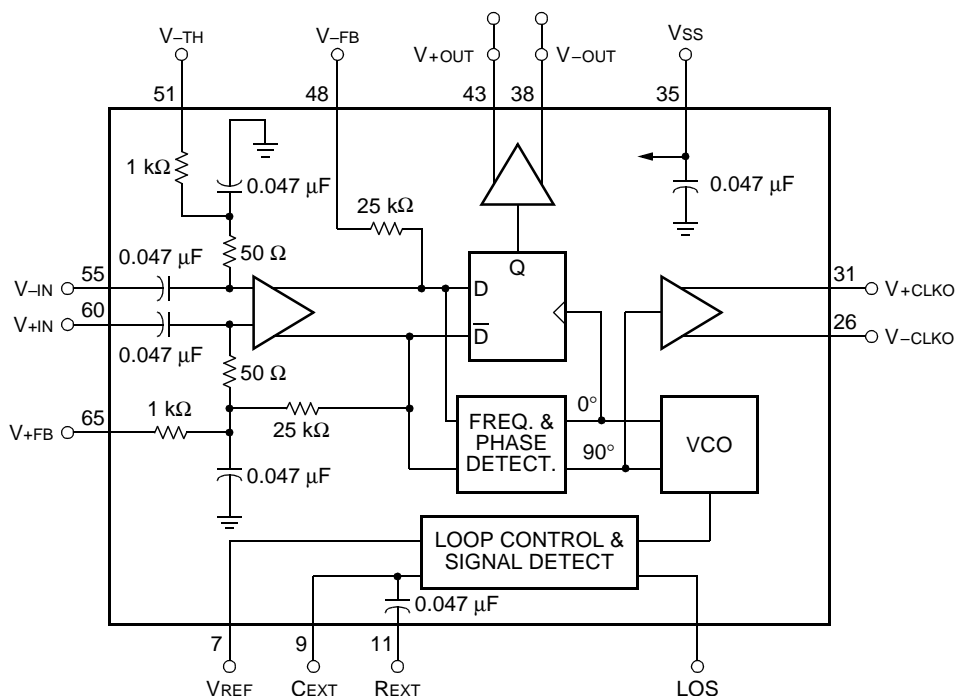 V–TH
V–FB
V+OUT
V–OUT
VSS
51
48
43
38
35
1 kΩ
0.047 μF
0.047 μF
25 kΩ
0.047 μF
50 Ω
Q
55
31
V–IN
D
V+CLKO
60
26
V+IN
D
V–CLKO
0.047 μF
50 Ω
1 kΩ
65
V+FB
25 kΩ
FREQ. &
PHASE
DETECT.
0°
90°
VCO
0.047 μF
LOOP CONTROL &
SIGNAL DETECT
0.047 μF
7
9
11
VREF
CEXT
REXT
LOS